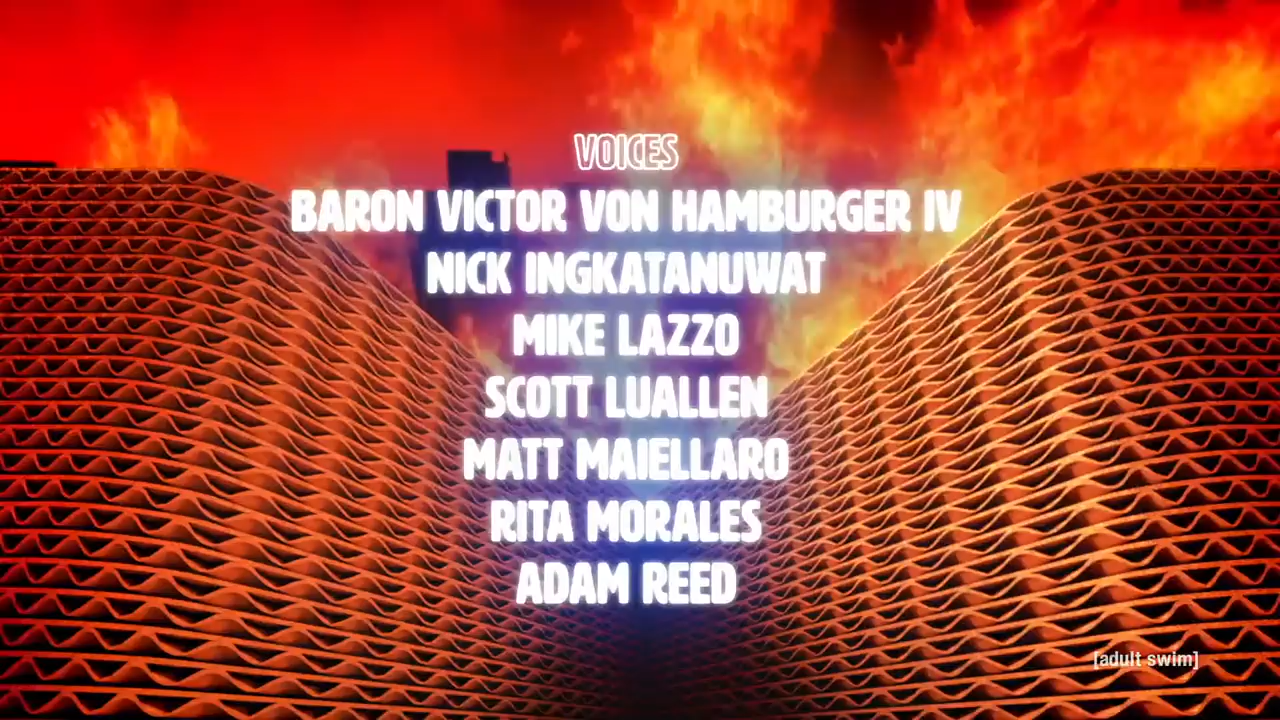 VOICES
BARON VICTOR VON HAMBURGER IV
NICK INGKATANUWAT
MIKE LAZZO
SCOTT LUALLEN
MATT MAIELLARO
RITA MORALES
ADAM REED
[adult swim]